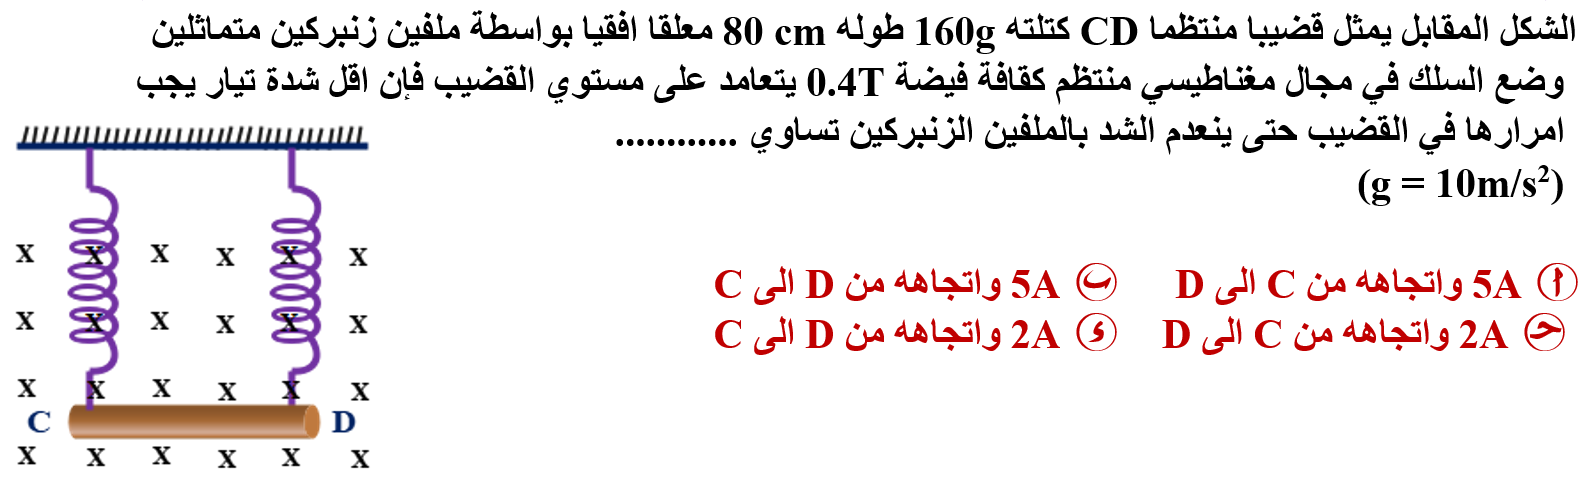 الشكل المقابل يمثل قضيبا منتظما CD كتلته 160g طوله 80 cm معلقا افقيا بواسطة ملفين زنبركين متماثلين
وضع السلك في مجال مغناطيسي منتظم كقافة فيضة 0.4T يتعامد على مستوي القضيب فإن اقل شدة تيار يجب
امرارها في القضيب حتى ينعدم الشد بالملفين الزنبركين تساوي ............
(g = 10m/s²)
أ 5A واتجاهه من C الى D ب 5A واتجاهه من D الى C
ج 2A واتجاهه من C الى D د 2A واتجاهه من D الى C
x x x x x x
x x x x x x
x x x x x x
C D
x x x x x x